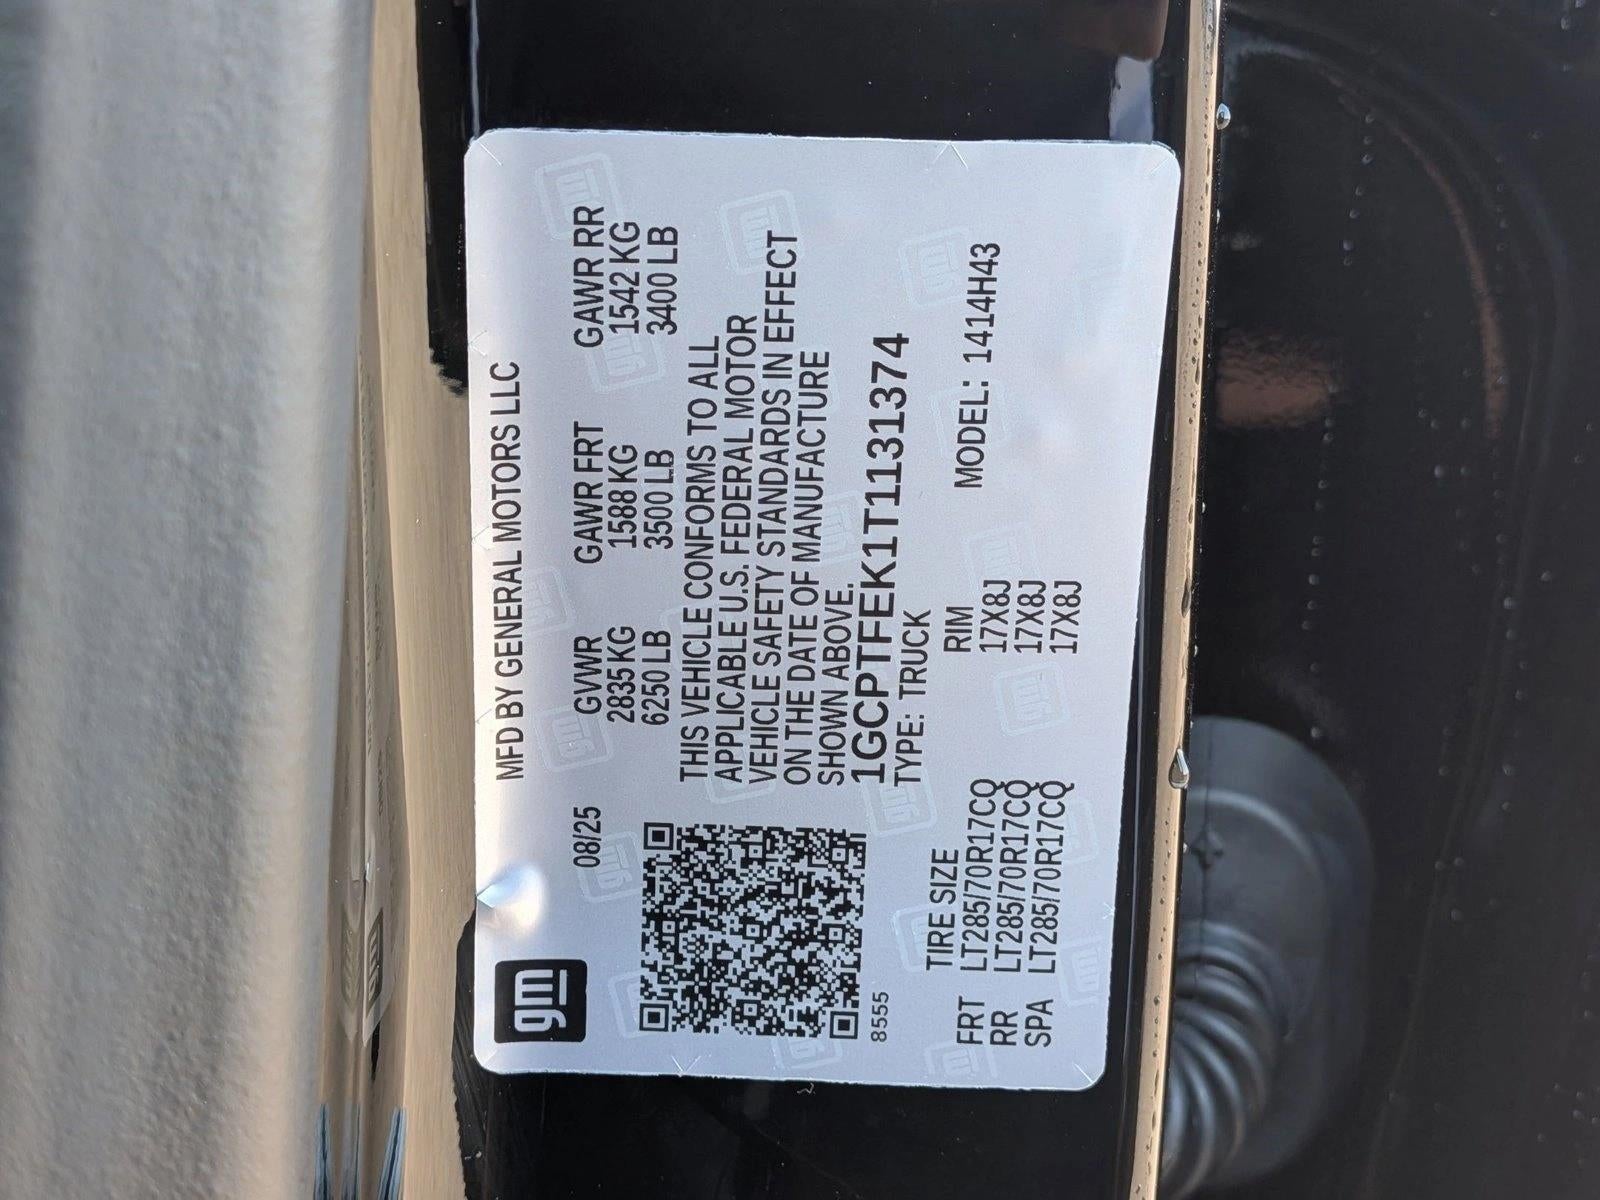 gm
MFD BY GENERAL MOTORS LLC
08/25 GVWR GAWR FRT GAWR RR
2835 KG 1588 KG 1542 KG
6250 LB 3500 LB 3400 LB
THIS VEHICLE CONFORMS TO ALL
APPLICABLE U.S. FEDERAL MOTOR
VEHICLE SAFETY STANDARDS IN EFFECT
ON THE DATE OF MANUFACTURE
SHOWN ABOVE.
1GCPTFEK1T1131374
8555 TYPE: TRUCK
TIRE SIZE RIM MODEL: 1414H43
FRT LT285/70R17CQ 17X8J
RR LT285/70R17CQ 17X8J
SPA LT285/70R17CQ 17X8J